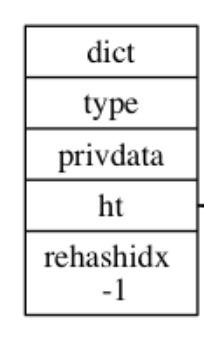 dict
type
privdata
ht
rehashidx
-1